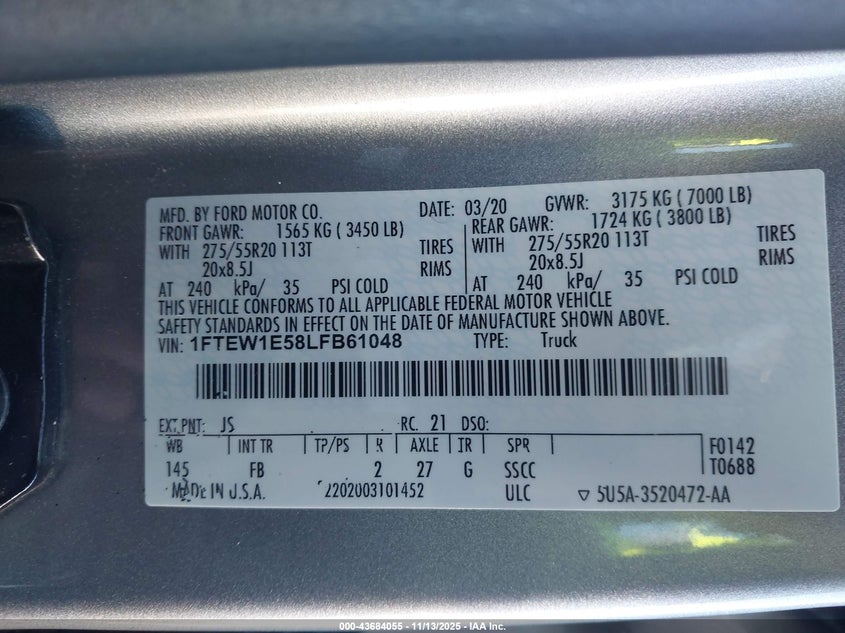 MFD. BY FORD MOTOR CO. DATE: 03/20 GVWR: 3175 KG ( 7000 LB)
FRONT GAWR: 1565 KG ( 3450 LB) REAR GAWR: 1724 KG ( 3800 LB)
WITH 275/55R20 113T TIRES WITH 275/55R20 113T TIRES
20x8.5J RIMS 20x8.5J RIMS
AT 240 kPa/ 35 PSI COLD AT 240 kPa/ 35 PSI COLD
THIS VEHICLE CONFORMS TO ALL APPLICABLE FEDERAL MOTOR VEHICLE
SAFETY STANDARDS IN EFFECT ON THE DATE OF MANUFACTURE SHOWN ABOVE.
VIN: 1FTEW1E58LFB61048 TYPE: Truck
EXT PNT: JS RC: 21 DSO:
WB INT TR TP/PS R AXLE TR SPR F0142
145 FB 2 27 G SSCC T0688
MADE IN U.S.A. 2202003101452 ULC ▽ 5U5A-3520472-AA
000-43684055 - 11/13/2025 - IAA Inc.